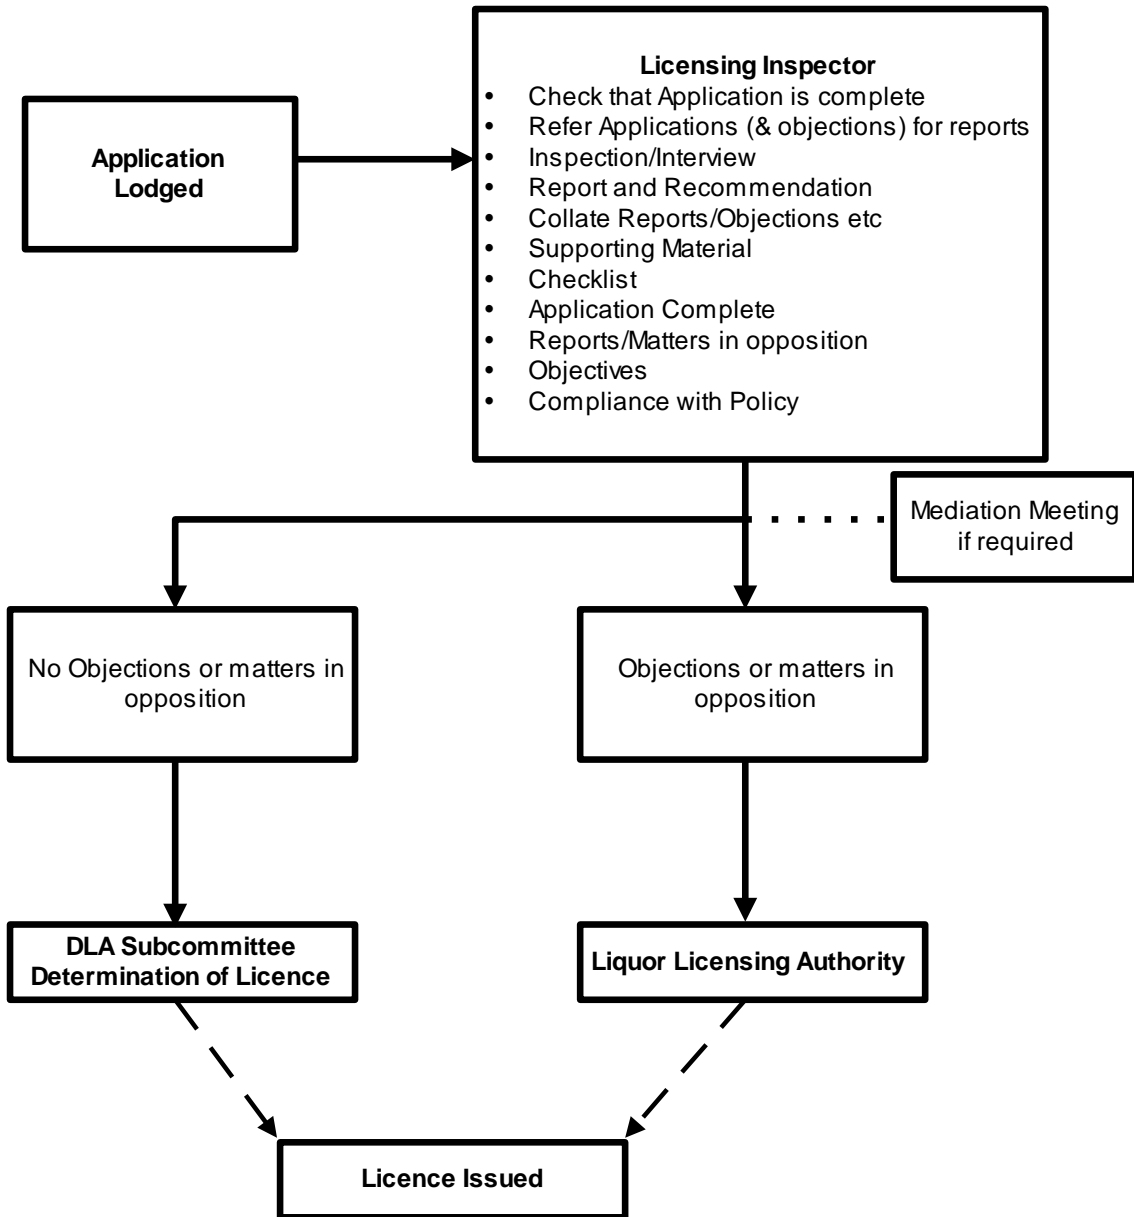 Licensing Inspector
• Check that Application is complete
• Refer Applications (& objections) for reports
• Inspection/Interview
• Report and Recommendation
• Collate Reports/Objections etc
• Supporting Material
• Checklist
• Application Complete
• Reports/Matters in opposition
• Objectives
• Compliance with Policy
Application
Lodged
Mediation Meeting
if required
No Objections or matters in
opposition
Objections or matters in
opposition
DLA Subcommittee
Determination of Licence
Liquor Licensing Authority
Licence Issued